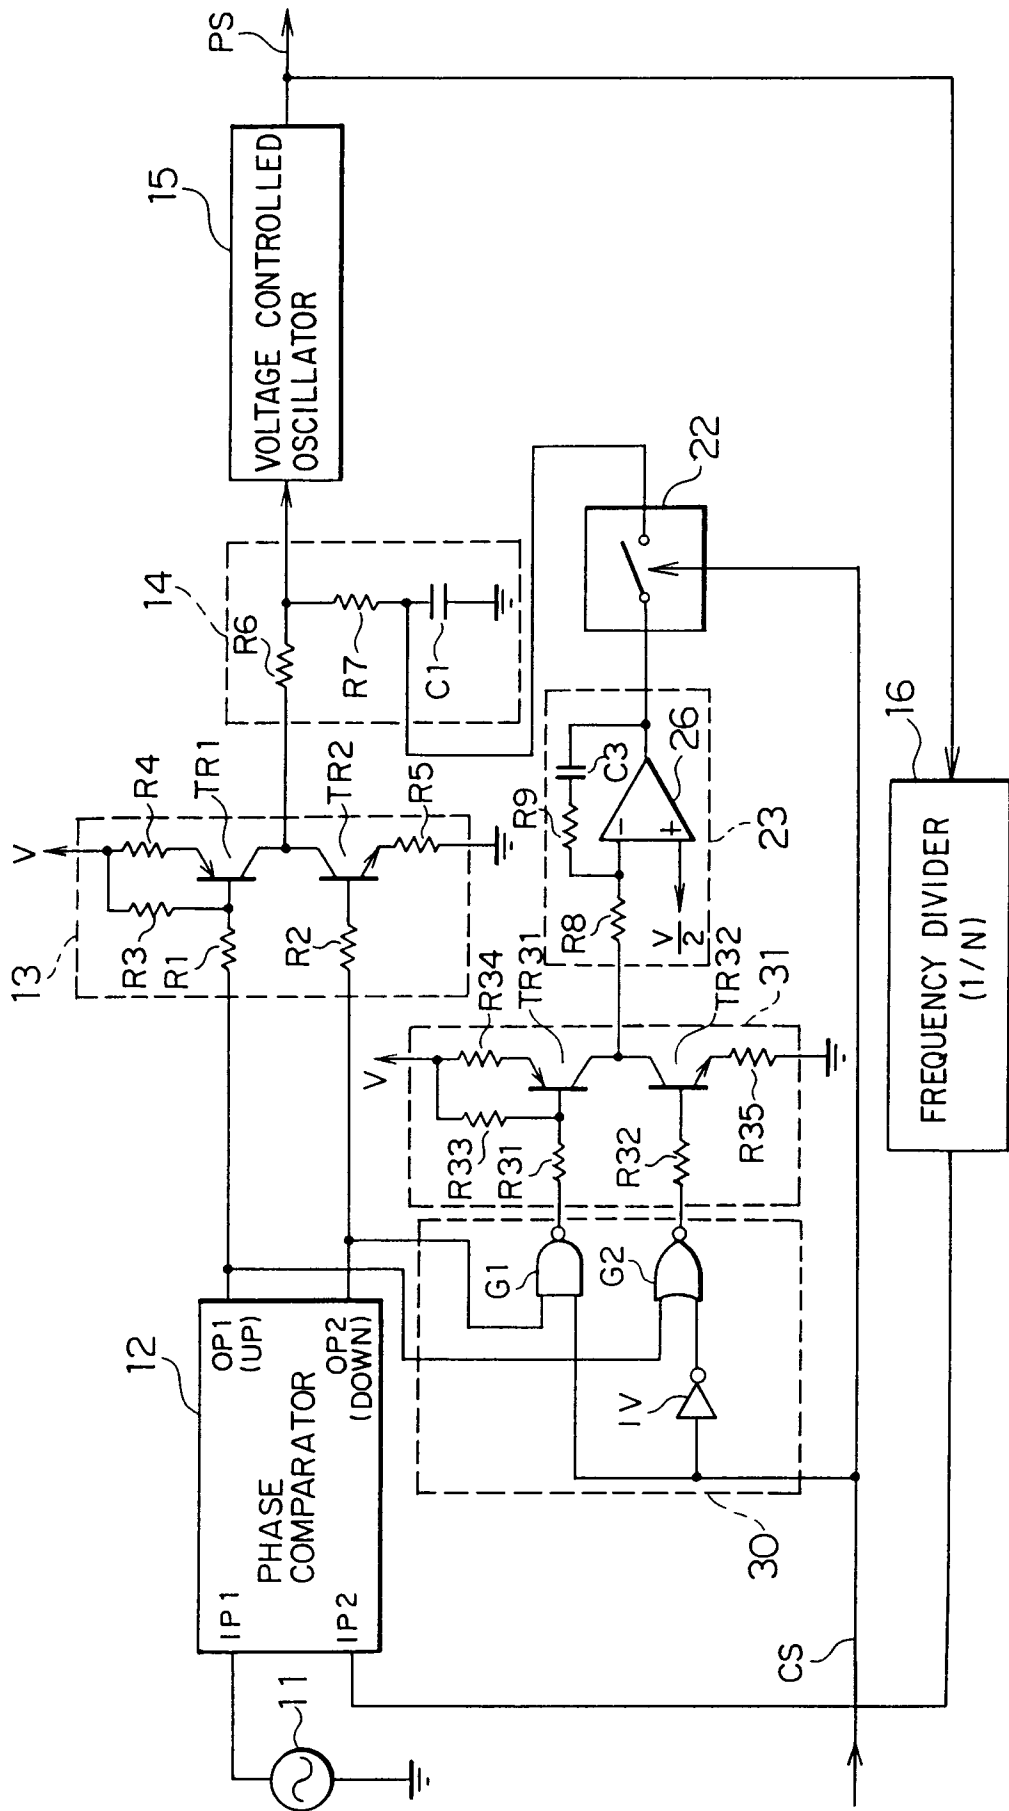 11
IP1
IP2
PHASE
COMPARATOR
OP1
(UP)
OP2
(DOWN)
12
13
R3
R1
R2
V
R4
TR1
TR2
R5
14
R6
R7
C1
15
VOLTAGE CONTROLLED
OSCILLATOR
PS
CS
30
IV
G1
G2
R33
R31
R32
V
R34
TR31
TR32
R35
31
R8
R9
C3
26
−
+
V
2
23
22
16
FREQUENCY DIVIDER
(1/N)